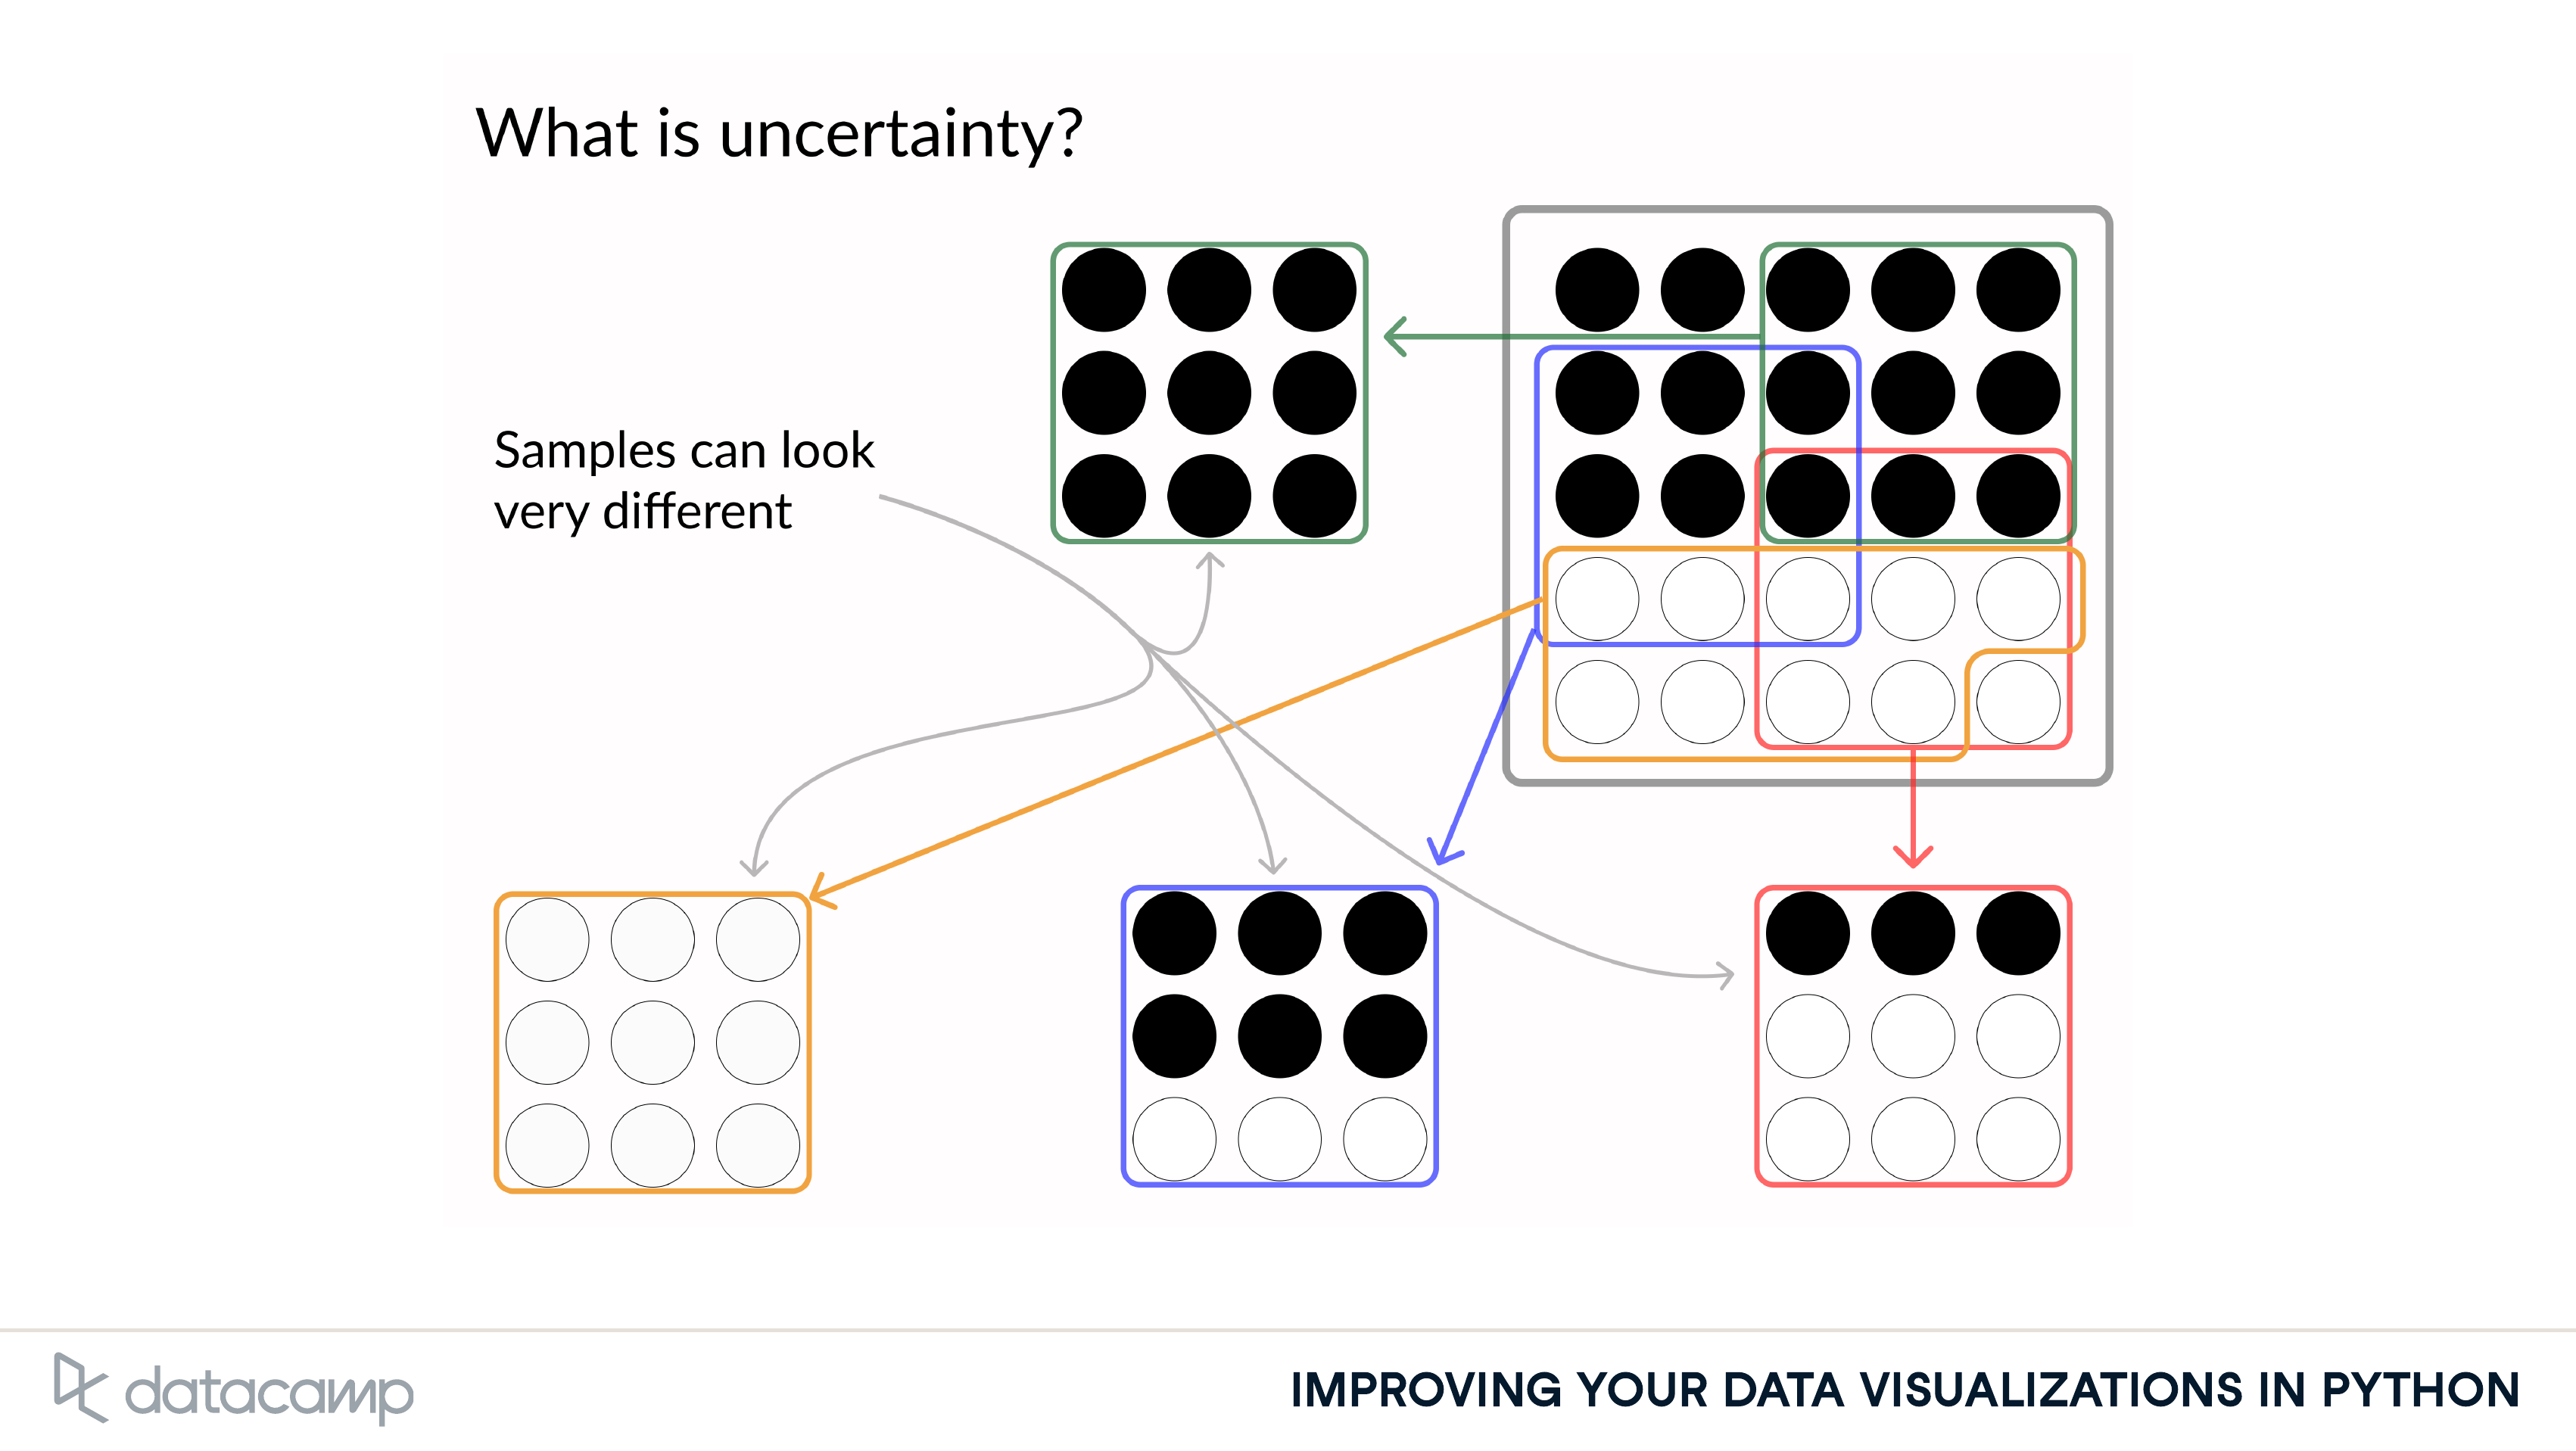 What is uncertainty?
Samples can look
very different
datacamp
IMPROVING YOUR DATA VISUALIZATIONS IN PYTHON